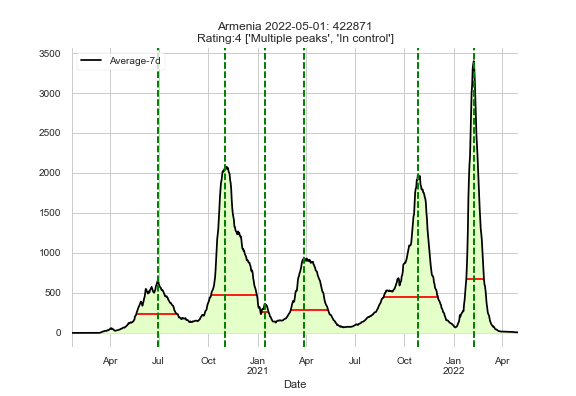 Armenia 2022-05-01: 422871
Rating:4 ['Multiple peaks', 'In control']
Average-7d
3500
3000
2500
2000
1500
1000
500
0
Apr Jul Oct Jan Apr Jul Oct Jan Apr
2021 2022
Date